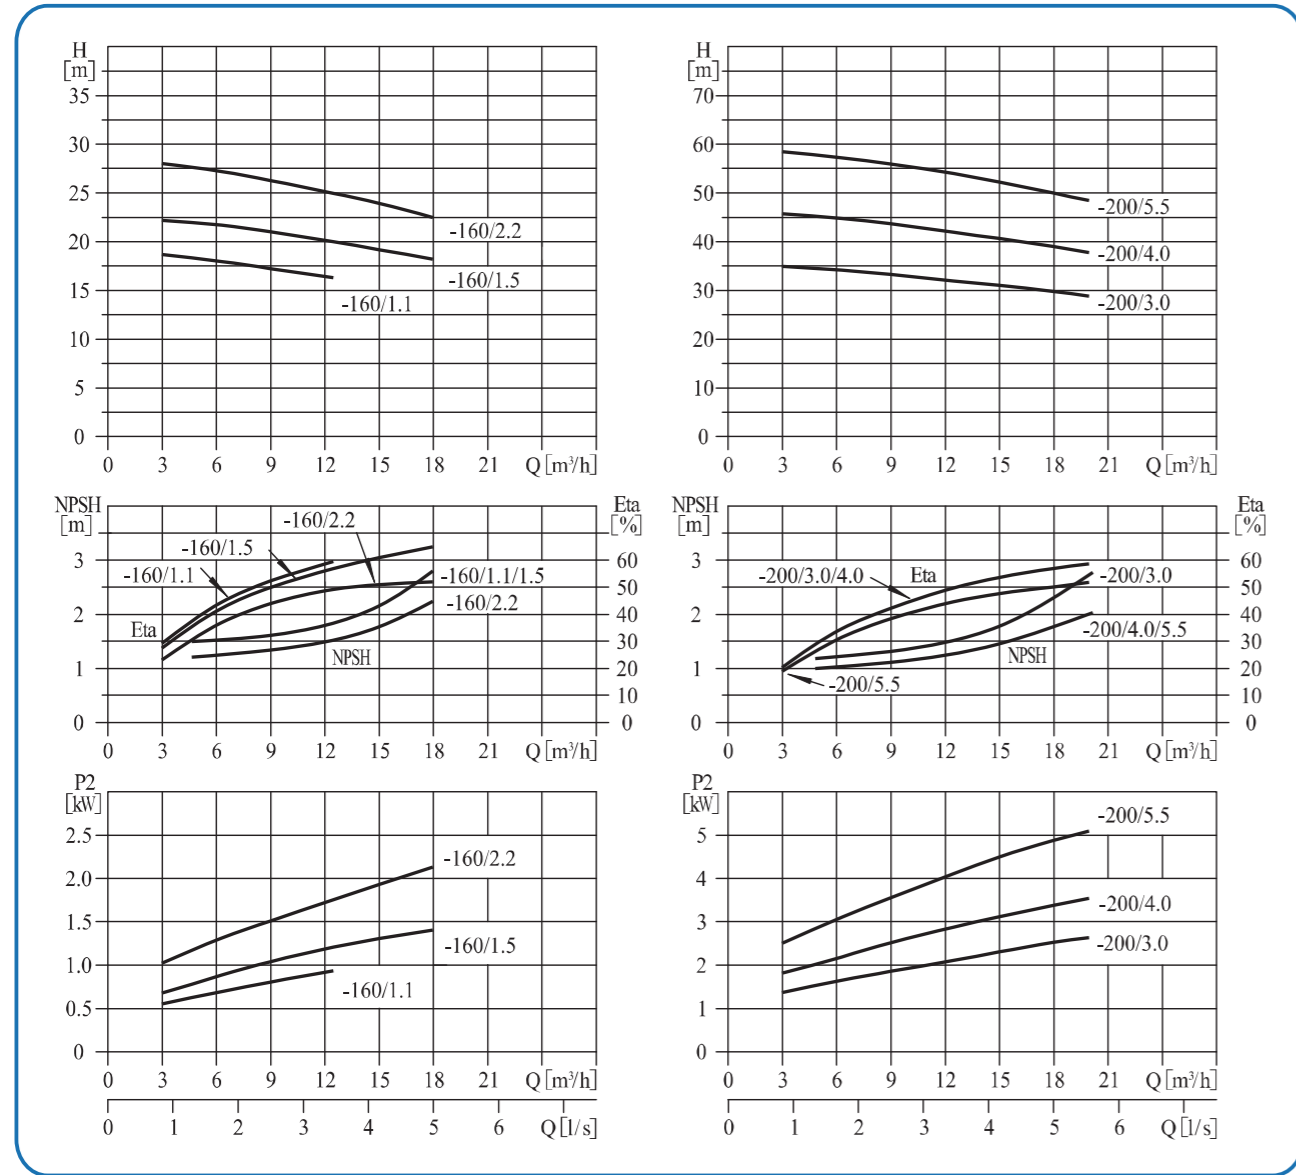 H
[m]
35
30
25
20
15
10
5
0
-160/2.2
-160/1.5
-160/1.1
0 3 6 9 12 15 18 21 Q[m³/h]
H
[m]
70
60
50
40
30
20
10
0
-200/5.5
-200/4.0
-200/3.0
0 3 6 9 12 15 18 21 Q[m³/h]
NPSH
[m]
3
2
1
0
Eta
[%]
60
50
40
30
20
10
0
-160/2.2
-160/1.5
-160/1.1
-160/1.1/1.5
-160/2.2
Eta
NPSH
0 3 6 9 12 15 18 21 Q[m³/h]
NPSH
[m]
3
2
1
0
Eta
[%]
60
50
40
30
20
10
0
-200/3.0/4.0
Eta
-200/3.0
-200/4.0/5.5
NPSH
-200/5.5
0 3 6 9 12 15 18 21 Q[m³/h]
P2
[kW]
2.5
2.0
1.5
1.0
0.5
0
-160/2.2
-160/1.5
-160/1.1
0 3 6 9 12 15 18 21 Q[m³/h]
0 1 2 3 4 5 6 Q[l/s]
P2
[kW]
5
4
3
2
1
0
-200/5.5
-200/4.0
-200/3.0
0 3 6 9 12 15 18 21 Q[m³/h]
0 1 2 3 4 5 6 Q[l/s]